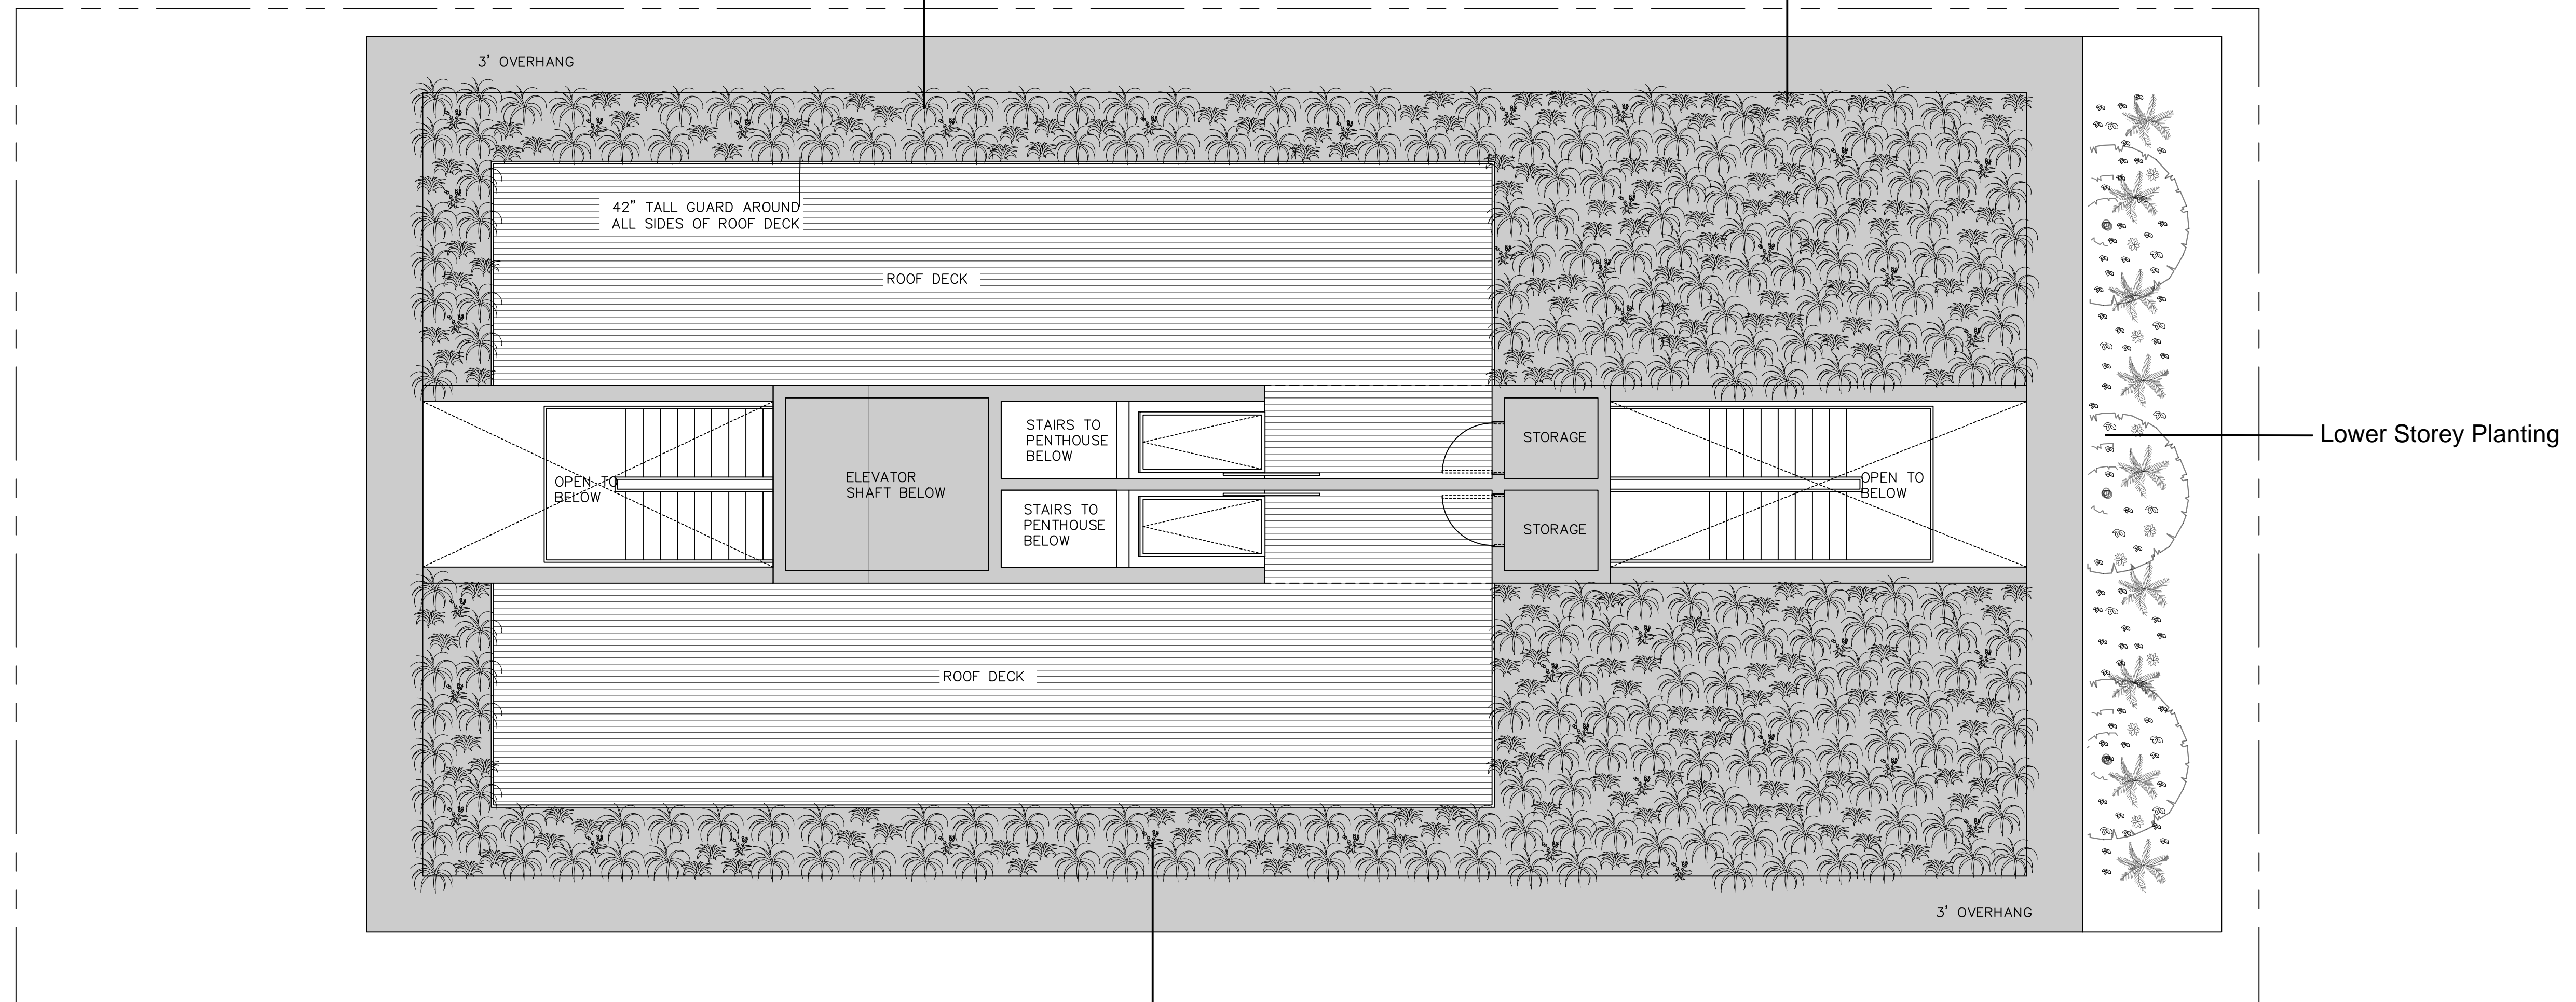 3' OVERHANG
42" TALL GUARD AROUND
ALL SIDES OF ROOF DECK
ROOF DECK
STAIRS TO
PENTHOUSE
BELOW
STORAGE
Lower Storey Planting
OPEN TO
BELOW
ELEVATOR
SHAFT BELOW
OPEN TO
BELOW
STAIRS TO
PENTHOUSE
BELOW
STORAGE
ROOF DECK
3' OVERHANG